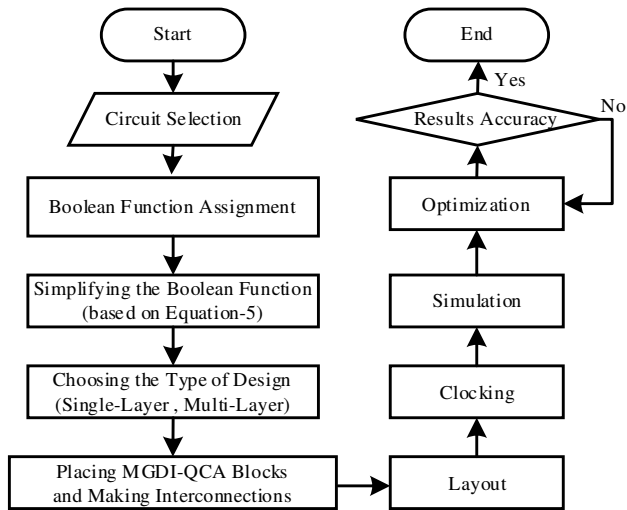 Start
Circuit Selection
Boolean Function Assignment
Simplifying the Boolean Function
(based on Equation-5)
Choosing the Type of Design
(Single-Layer , Multi-Layer)
Placing MGDI-QCA Blocks
and Making Interconnections
Layout
Clocking
Simulation
Optimization
Results Accuracy
No
Yes
End